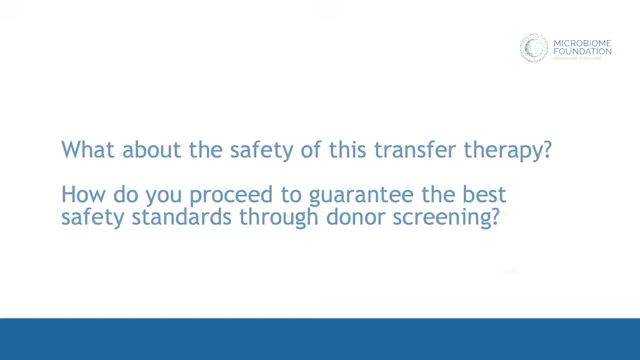 MICROBIOME
FOUNDATION
What about the safety of this transfer therapy?
How do you proceed to guarantee the best
safety standards through donor screening?